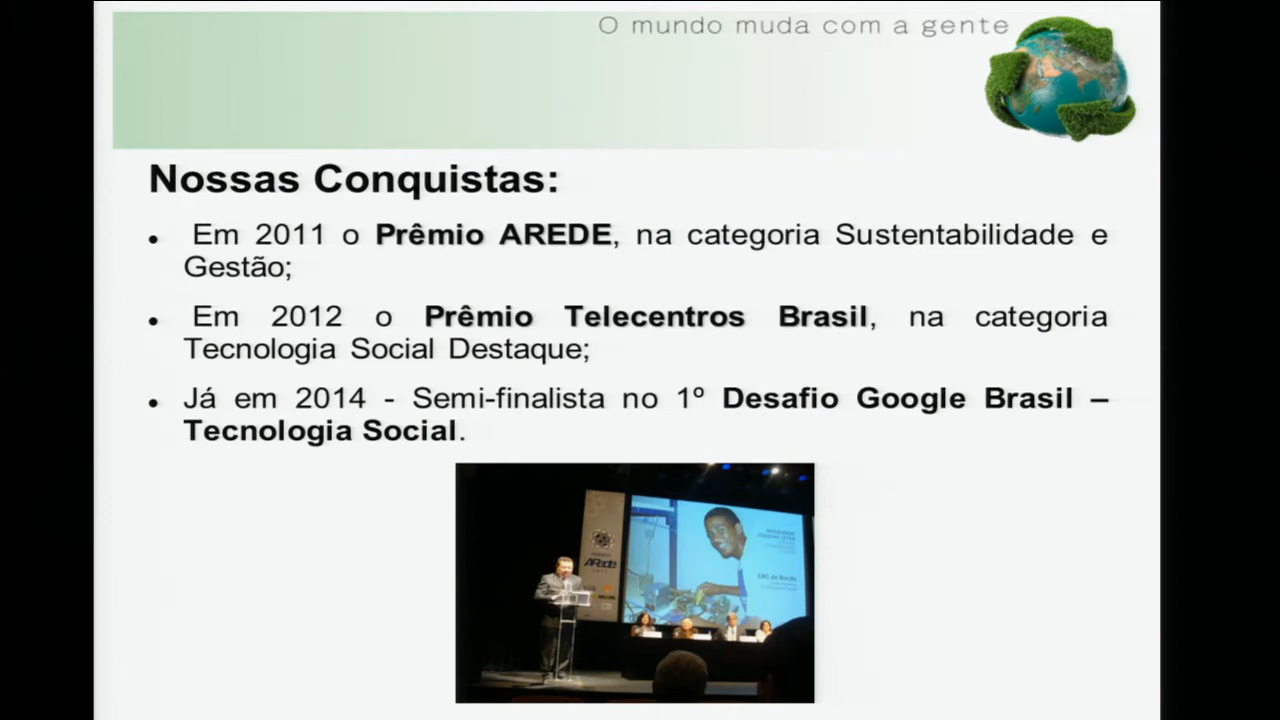 O mundo muda com a gente
Nossas Conquistas:
• Em 2011 o Prêmio AREDE, na categoria Sustentabilidade e
Gestão;
• Em 2012 o Prêmio Telecentros Brasil, na categoria
Tecnologia Social Destaque;
• Já em 2014 - Semi-finalista no 1º Desafio Google Brasil –
Tecnologia Social.
ARede